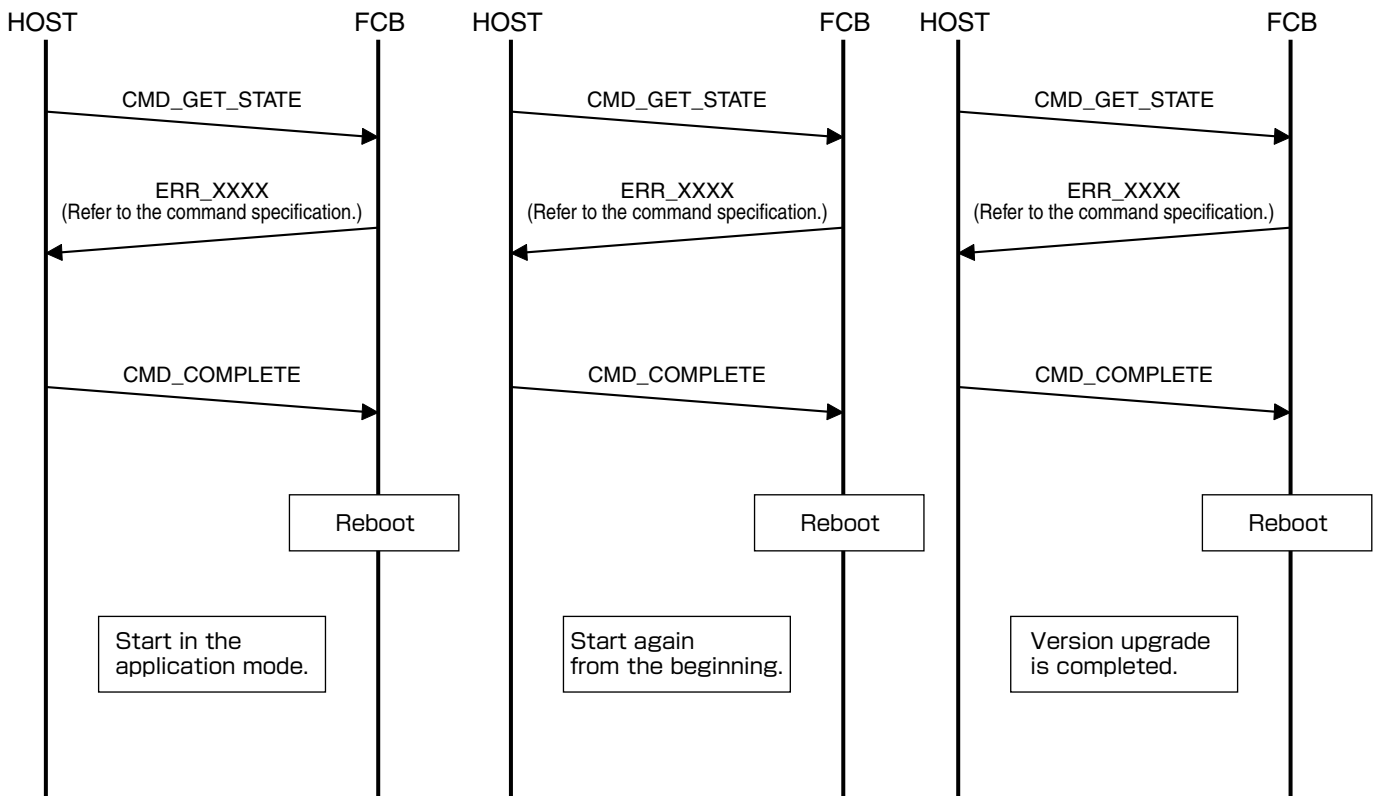 HOST FCB HOST FCB HOST FCB
CMD_GET_STATE CMD_GET_STATE CMD_GET_STATE
ERR_XXXX ERR_XXXX ERR_XXXX
(Refer to the command specification.) (Refer to the command specification.) (Refer to the command specification.)
CMD_COMPLETE CMD_COMPLETE CMD_COMPLETE
Reboot Reboot Reboot
Start in the
application mode.
Start again
from the beginning.
Version upgrade
is completed.